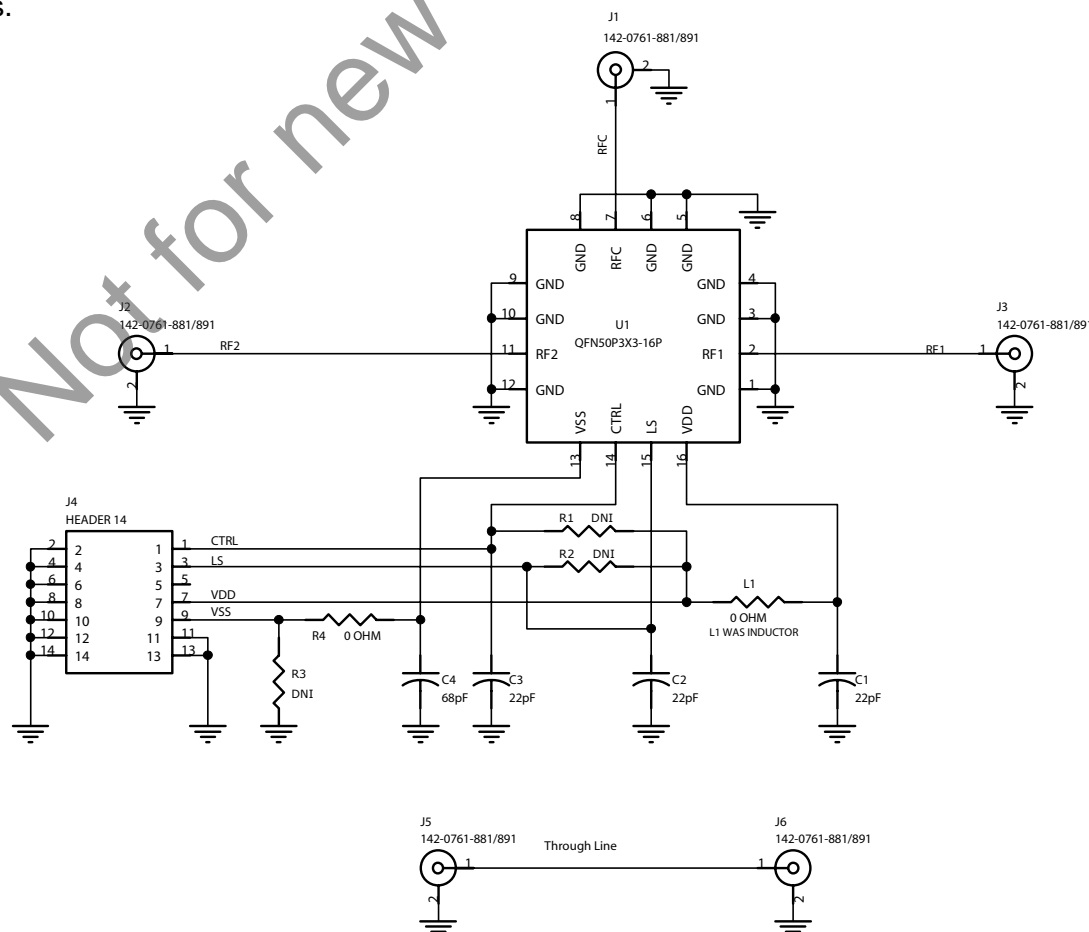 s.
Not for new
J1
142-0761-881/891
2
1
RFC
8
7
6
5
GND
RFC
GND
GND
9
GND
10
GND
11
RF2
12
GND
U1
QFN50P3X3-16P
GND
4
GND
3
RF1
2
GND
1
VSS
CTRL
LS
VDD
13
14
15
16
J2
142-0761-881/891
1
RF2
2
J3
142-0761-881/89
RF1
1
2
J4
HEADER 14
2 2 1 1 CTRL
4 4 3 3 LS
6 6 5 5
8 8 7 7 VDD
10 10 9 9 VSS
12 12 11 11
14 14 13 13
R1 DNI
R2 DNI
L1
0 OHM
L1 WAS INDUCTOR
R4 0 OHM
R3
DNI
C4
68pF
C3
22pF
C2
22pF
C1
22pF
J5
142-0761-881/891
1
2
Through Line
J6
142-0761-881/891
1
2